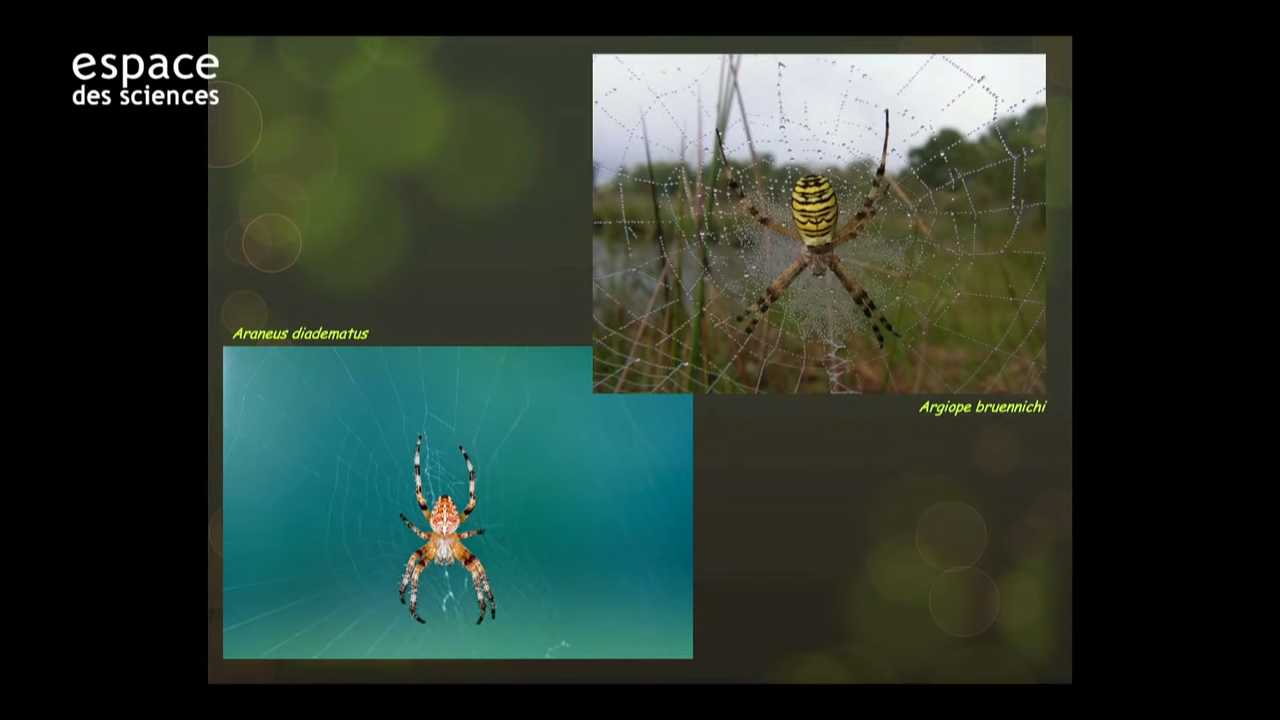 espace
des sciences
Araneus diadematus
Argiope bruennichi